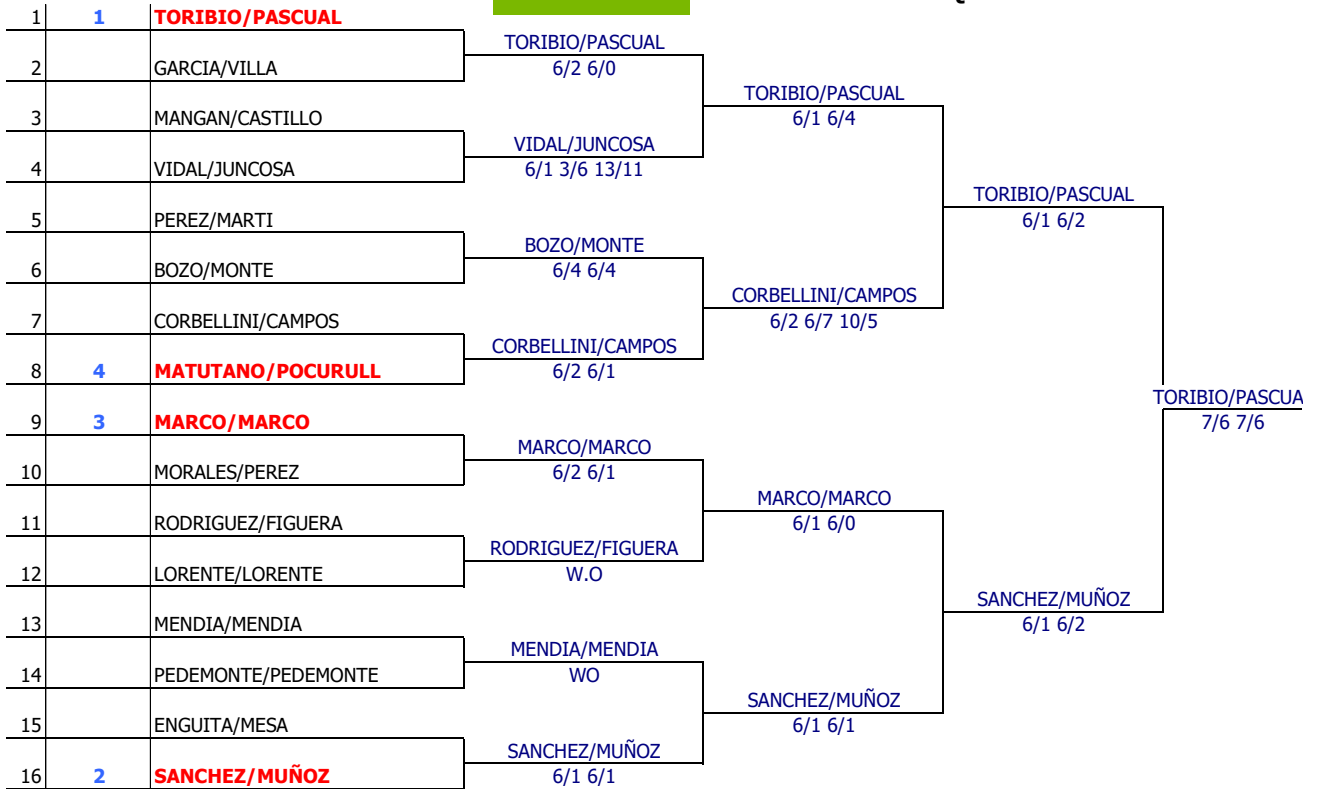 1 1 TORIBIO/PASCUAL
2 GARCIA/VILLA
3 MANGAN/CASTILLO
4 VIDAL/JUNCOSA
5 PEREZ/MARTI
6 BOZO/MONTE
7 CORBELLINI/CAMPOS
8 4 MATUTANO/POCURULL
9 3 MARCO/MARCO
10 MORALES/PEREZ
11 RODRIGUEZ/FIGUERA
12 LORENTE/LORENTE
13 MENDIA/MENDIA
14 PEDEMONTE/PEDEMONTE
15 ENGUITA/MESA
16 2 SANCHEZ/MUÑOZ
TORIBIO/PASCUAL
6/2 6/0
VIDAL/JUNCOSA
6/1 3/6 13/11
BOZO/MONTE
6/4 6/4
CORBELLINI/CAMPOS
6/2 6/1
MARCO/MARCO
6/2 6/1
RODRIGUEZ/FIGUERA
W.O
MENDIA/MENDIA
WO
SANCHEZ/MUÑOZ
6/1 6/1
TORIBIO/PASCUAL
6/1 6/4
CORBELLINI/CAMPOS
6/2 6/7 10/5
MARCO/MARCO
6/1 6/0
SANCHEZ/MUÑOZ
6/1 6/1
TORIBIO/PASCUAL
6/1 6/2
SANCHEZ/MUÑOZ
6/1 6/2
TORIBIO/PASCUA
7/6 7/6